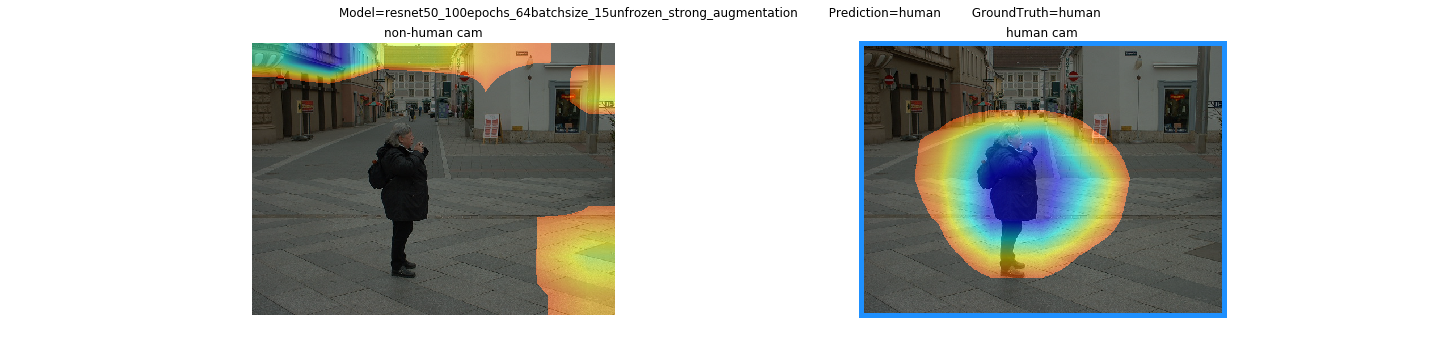 Model=resnet50_100epochs_64batchsize_15unfrozen_strong_augmentation Prediction=human GroundTruth=human
non-human cam
human cam